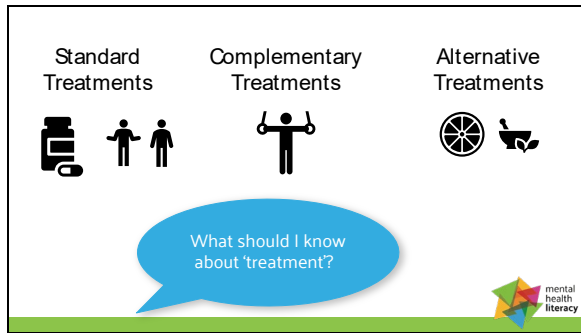 Standard
Treatments
Complementary
Treatments
Alternative
Treatments
What should I know
about ‘treatment’?
mental
health
literacy